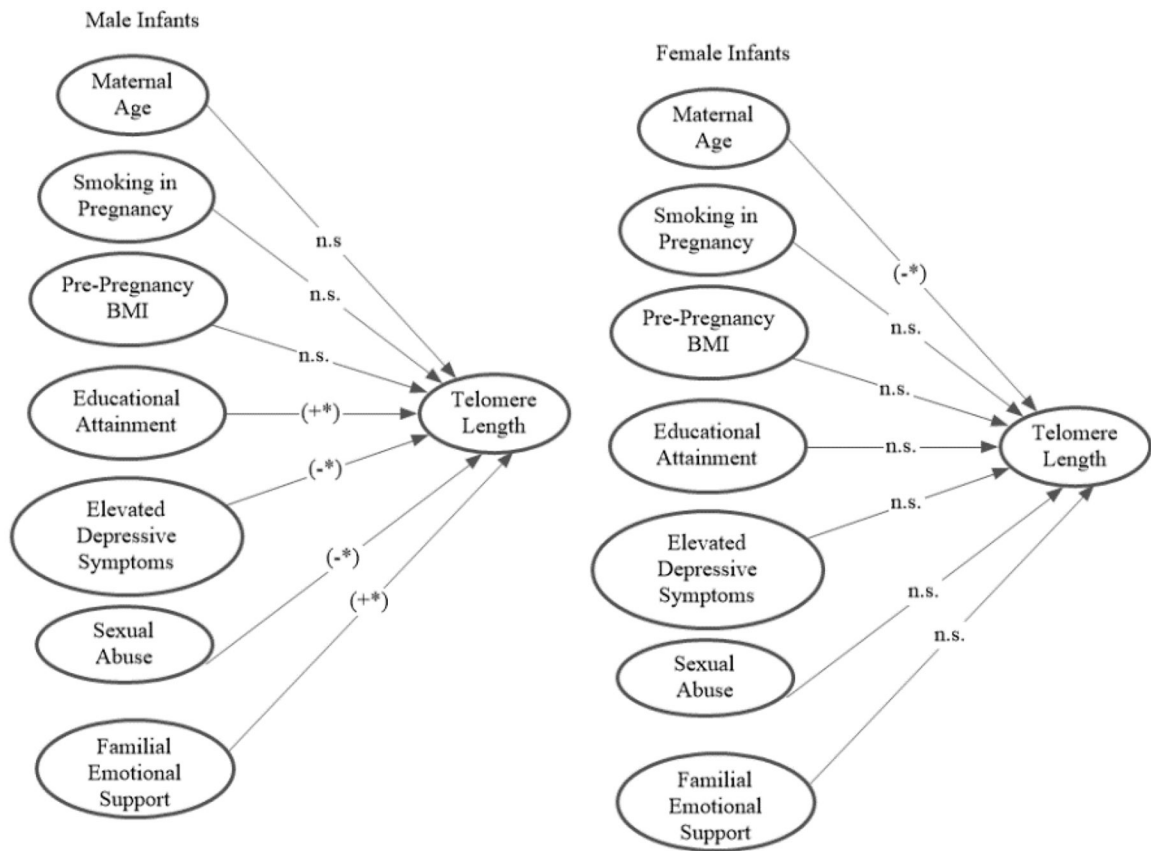 Male Infants
Maternal
Age
Smoking in
Pregnancy
Pre-Pregnancy
BMI
Educational
Attainment
Elevated
Depressive
Symptoms
Sexual
Abuse
Familial
Emotional
Support
n.s
n.s.
n.s.
(+*)
(-*)
(-*)
(+*)
Telomere
Length
Female Infants
Maternal
Age
Smoking in
Pregnancy
Pre-Pregnancy
BMI
Educational
Attainment
Elevated
Depressive
Symptoms
Sexual
Abuse
Familial
Emotional
Support
(-*)
n.s.
n.s.
n.s.
n.s.
n.s.
n.s.
Telomere
Length